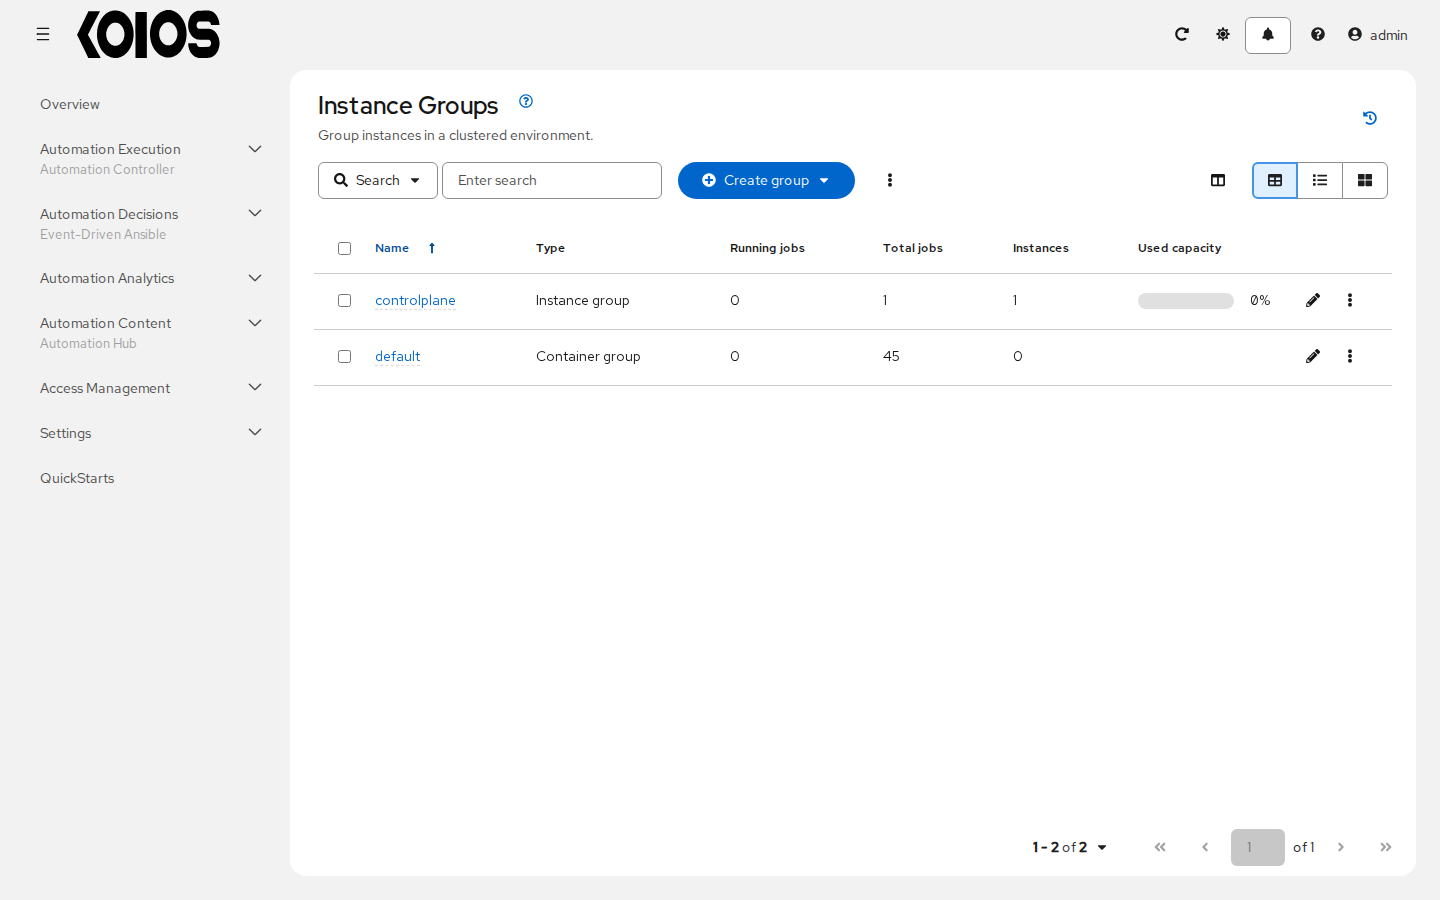 KOIOS
admin
Overview
Automation Execution
Automation Controller
Automation Decisions
Event-Driven Ansible
Automation Analytics
Automation Content
Automation Hub
Access Management
Settings
QuickStarts
Instance Groups
Group instances in a clustered environment.
Search
Enter search
Create group
Name Type Running jobs Total jobs Instances Used capacity
controlplane Instance group 0 1 1 0%
default Container group 0 45 0
1 - 2 of 2 1 of 1